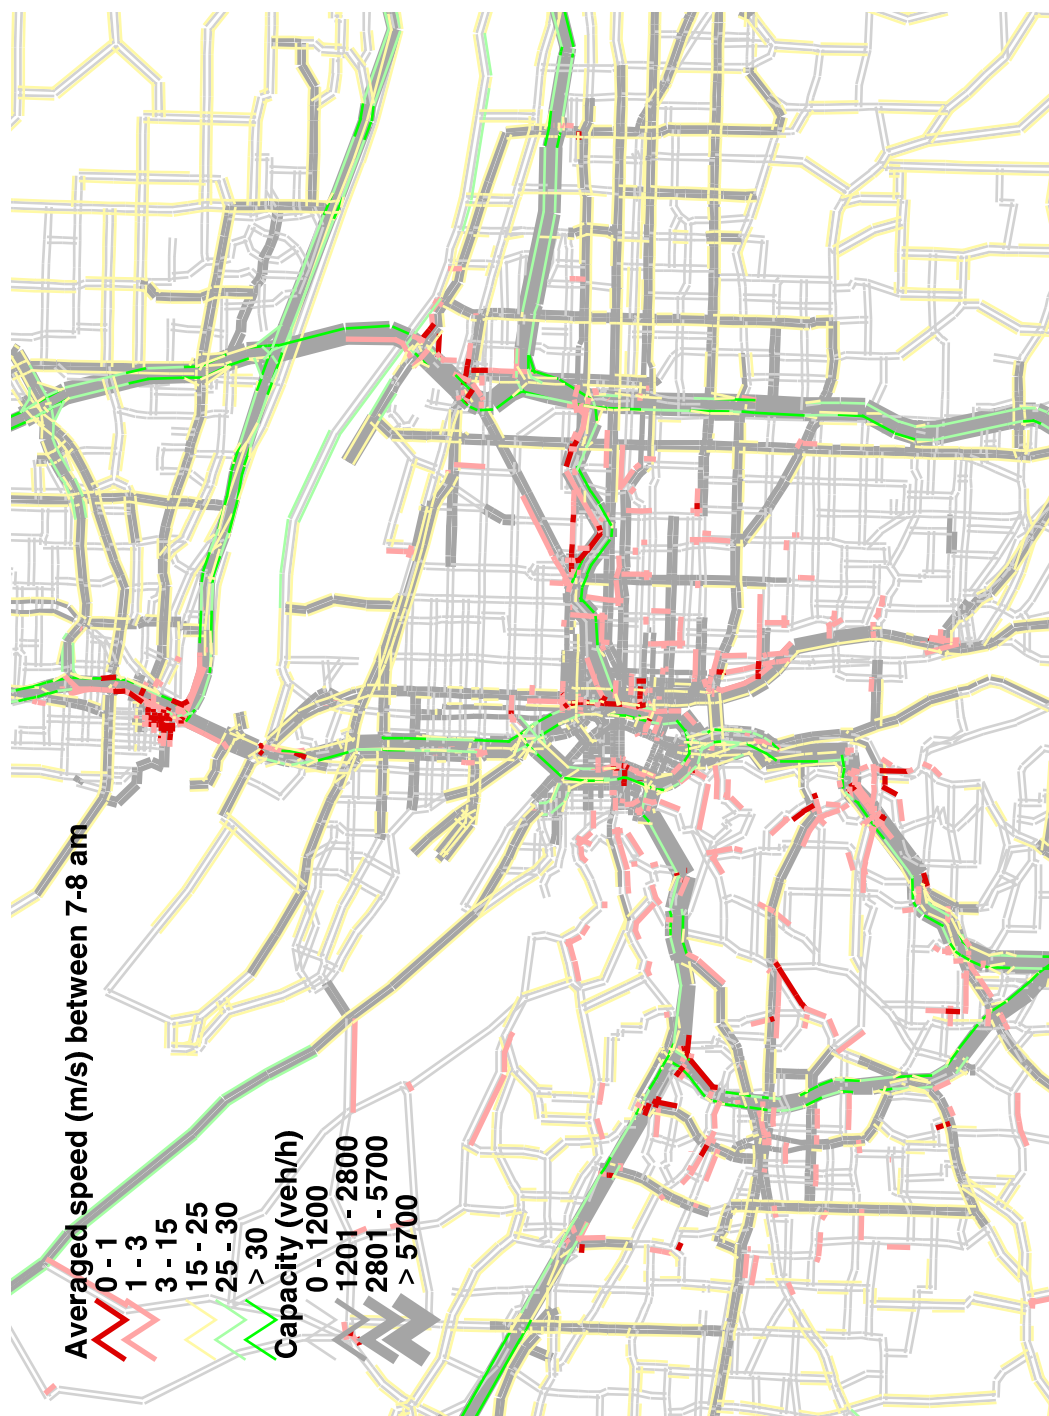 Averaged speed (m/s) between 7-8 am
0 - 1
1 - 3
3 - 15
15 - 25
25 - 30
> 30
Capacity (veh/h)
0 - 1200
1201 - 2800
2801 - 5700
> 5700